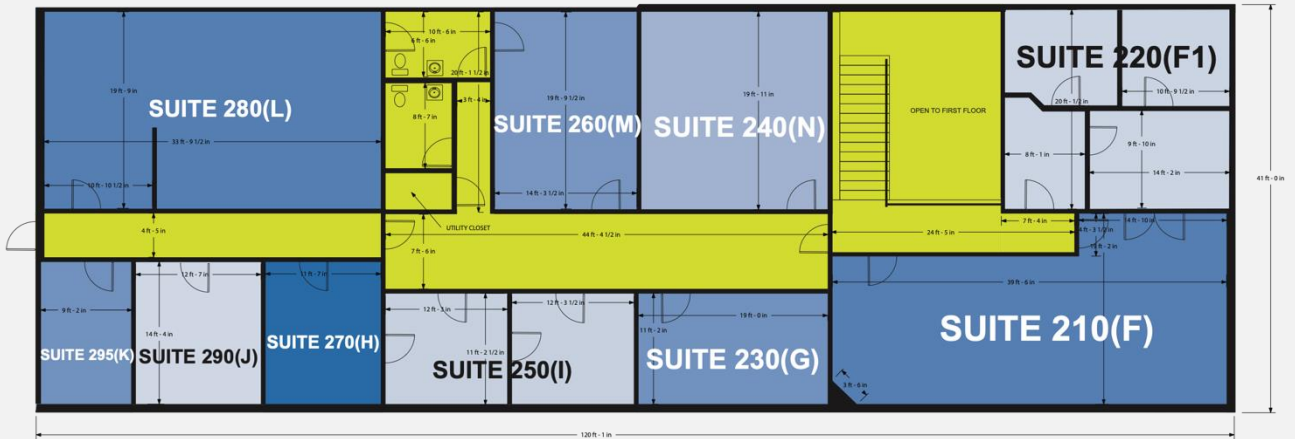 10 ft - 6 in
6 ft - 6 in
20 ft - 1 1/2 in
SUITE 220(F1)
19 ft - 9 in
SUITE 280(L)
3 ft - 4 in
19 ft - 9 1/2 in
19 ft - 11 in
10 ft - 9 1/2 in
20 ft - 1/2 in
OPEN TO FIRST FLOOR
8 ft - 7 in
SUITE 260(M)
SUITE 240(N)
33 ft - 9 1/2 in
9 ft - 10 in
8 ft - 1 in
14 ft - 2 in
41 ft - 0 in
10 ft - 10 1/2 in
14 ft - 3 1/2 in
UTILITY CLOSET
44 ft - 4 1/2 in
4 ft - 5 in
7 ft - 6 in
24 ft - 5 in
7 ft - 4 in
14 ft - 10 in
4 ft - 3 1/2 in
12 ft - 7 in
11 ft - 7 in
39 ft - 6 in
9 ft - 2 in
14 ft - 4 in
12 ft - 3 in
12 ft - 3 1/2 in
19 ft - 0 in
11 ft - 2 in
SUITE 210(F)
SUITE 295(K)
SUITE 290(J)
SUITE 270(H)
11 ft - 2 1/2 in
SUITE 250(I)
SUITE 230(G)
3 ft - 6 in
120 ft - 1 in